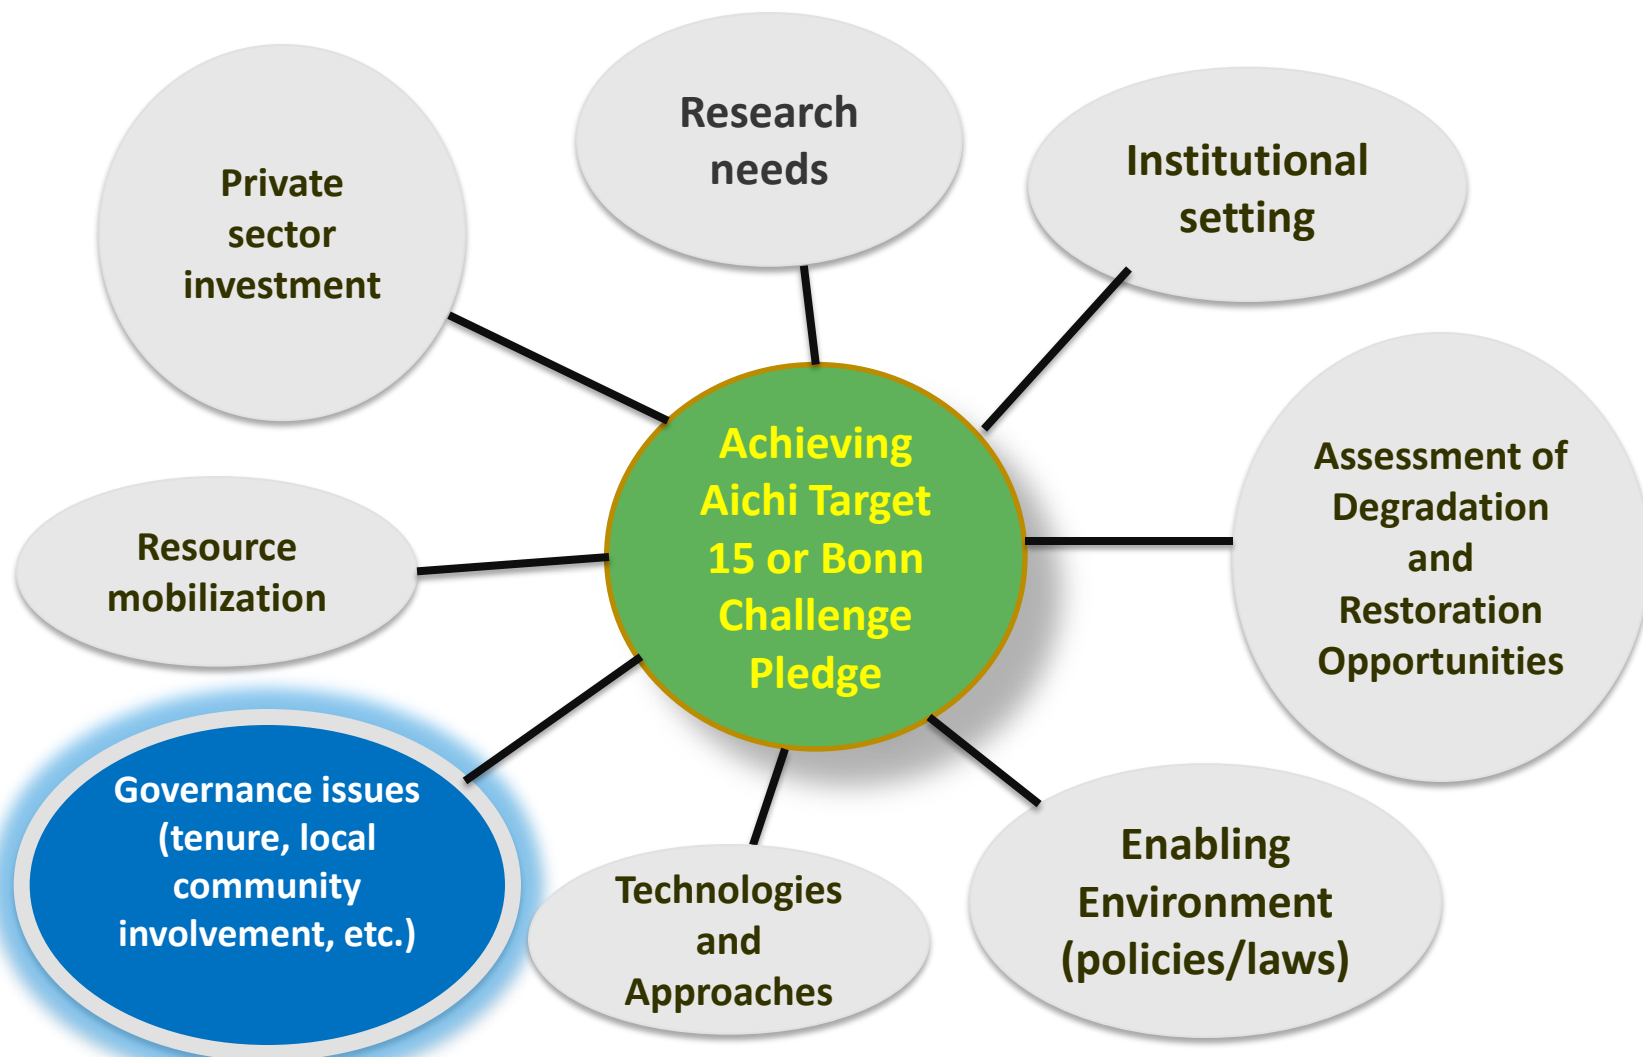 Research
needs
Institutional
setting
Private
sector
investment
Achieving
Aichi Target
15 or Bonn
Challenge
Pledge
Assessment of
Degradation
and
Restoration
Opportunities
Resource
mobilization
Governance issues
(tenure, local
community
involvement, etc.)
Technologies
and
Approaches
Enabling
Environment
(policies/laws)